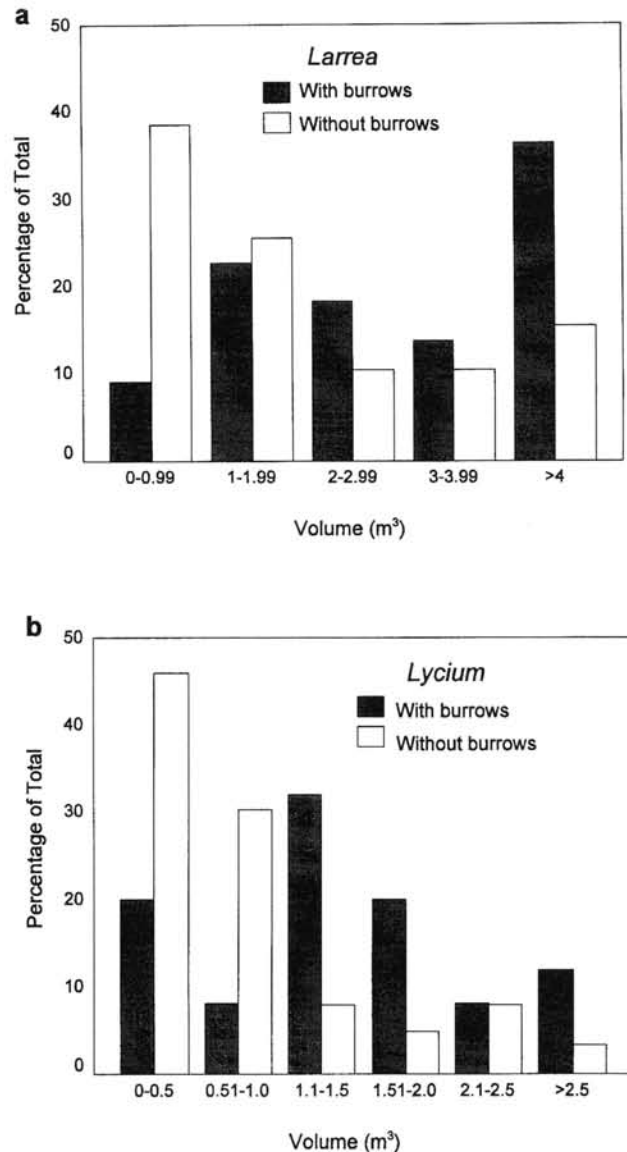 a
50
40
30
20
10
0
Percentage of Total
Larrea
With burrows
Without burrows
0-0.99 1-1.99 2-2.99 3-3.99 >4
Volume (m³)
b
50
40
30
20
10
0
Percentage of Total
Lycium
With burrows
Without burrows
0-0.5 0.51-1.0 1.1-1.5 1.51-2.0 2.1-2.5 >2.5
Volume (m³)